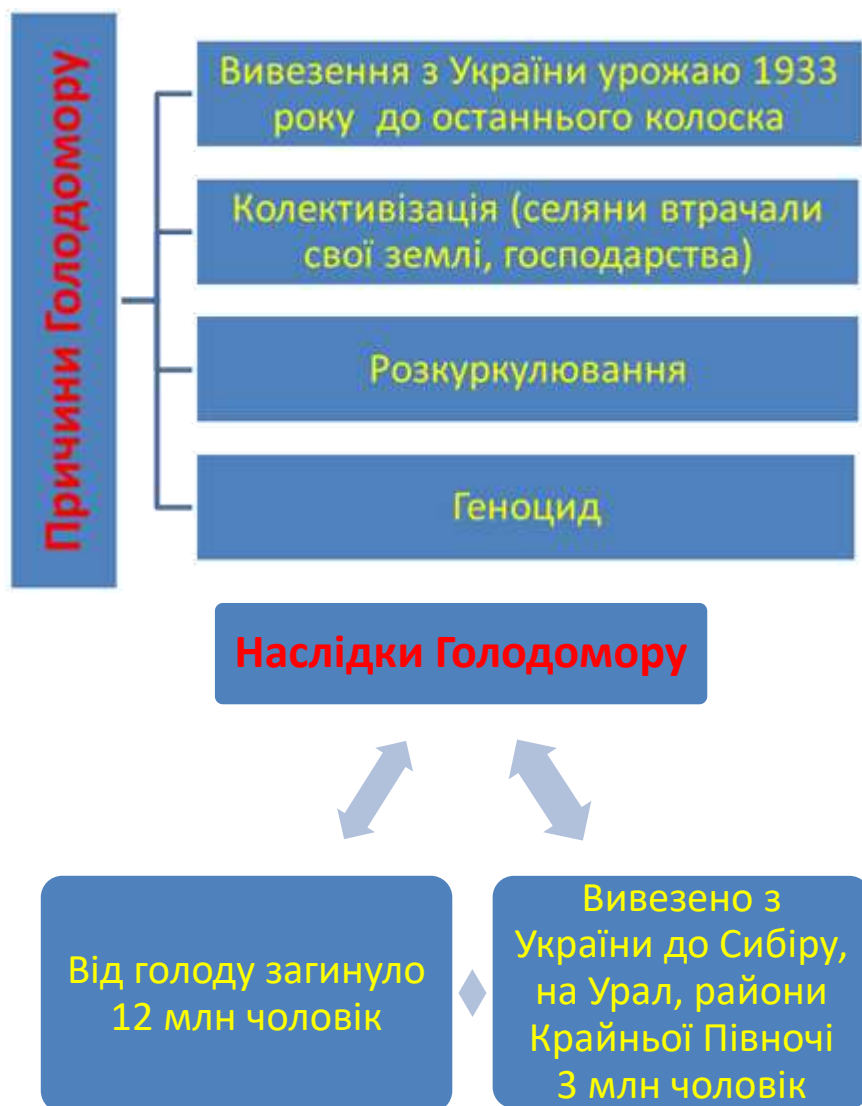 Причини Голодомору
Вивезення з України урожаю 1933
року до останнього колоска
Колективізація (селяни втрачали
свої землі, господарства)
Розкуркулювання
Геноцид
Наслідки Голодомору
Від голоду загинуло
12 млн чоловік
Вивезено з
України до Сибіру,
на Урал, райони
Крайньої Півночі
3 млн чоловік